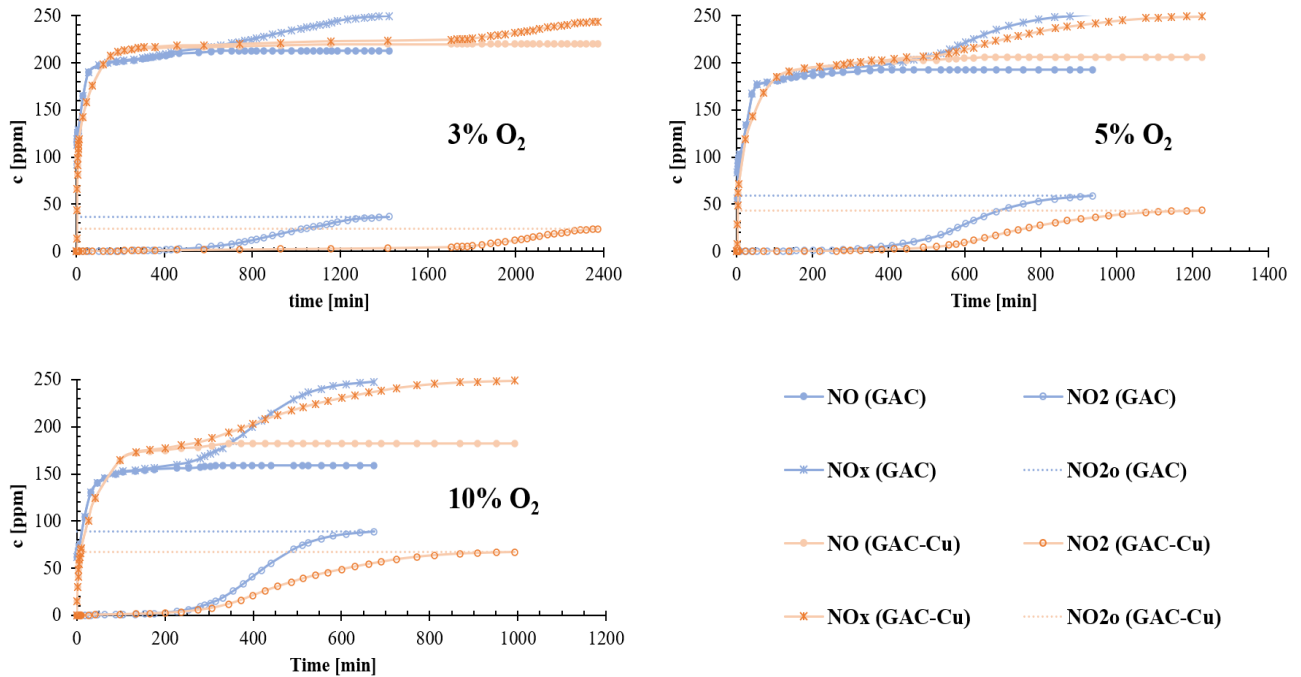 250
200
150
100
50
0
c [ppm]
3% O₂
0 400 800 1200 1600 2000 2400
time [min]
250
200
150
100
50
0
c [ppm]
5% O₂
0 200 400 600 800 1000 1200 1400
Time [min]
250
200
150
100
50
0
c [ppm]
10% O₂
0 200 400 600 800 1000 1200
Time [min]
NO (GAC) NO2 (GAC)
NOx (GAC) NO2o (GAC)
NO (GAC-Cu) NO2 (GAC-Cu)
NOx (GAC-Cu) NO2o (GAC-Cu)